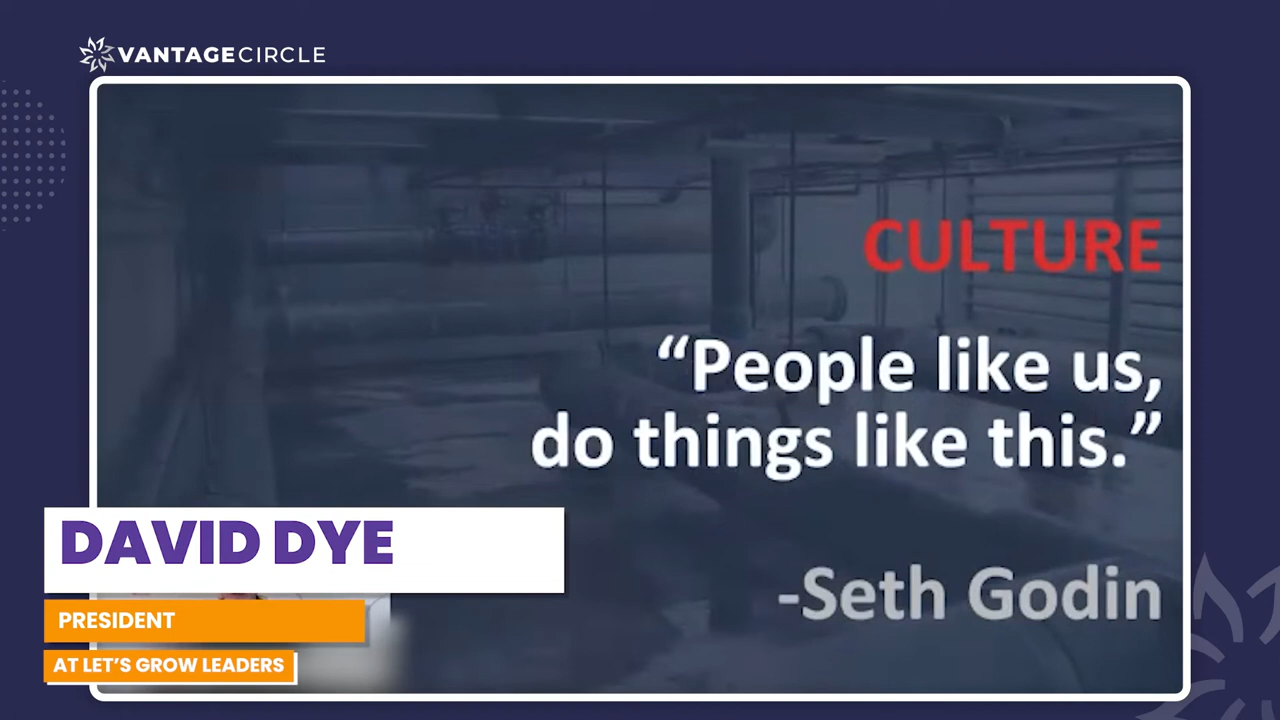 VANTAGECIRCLE
CULTURE
“People like us,
do things like this.”
-Seth Godin
DAVID DYE
PRESIDENT
AT LET’S GROW LEADERS